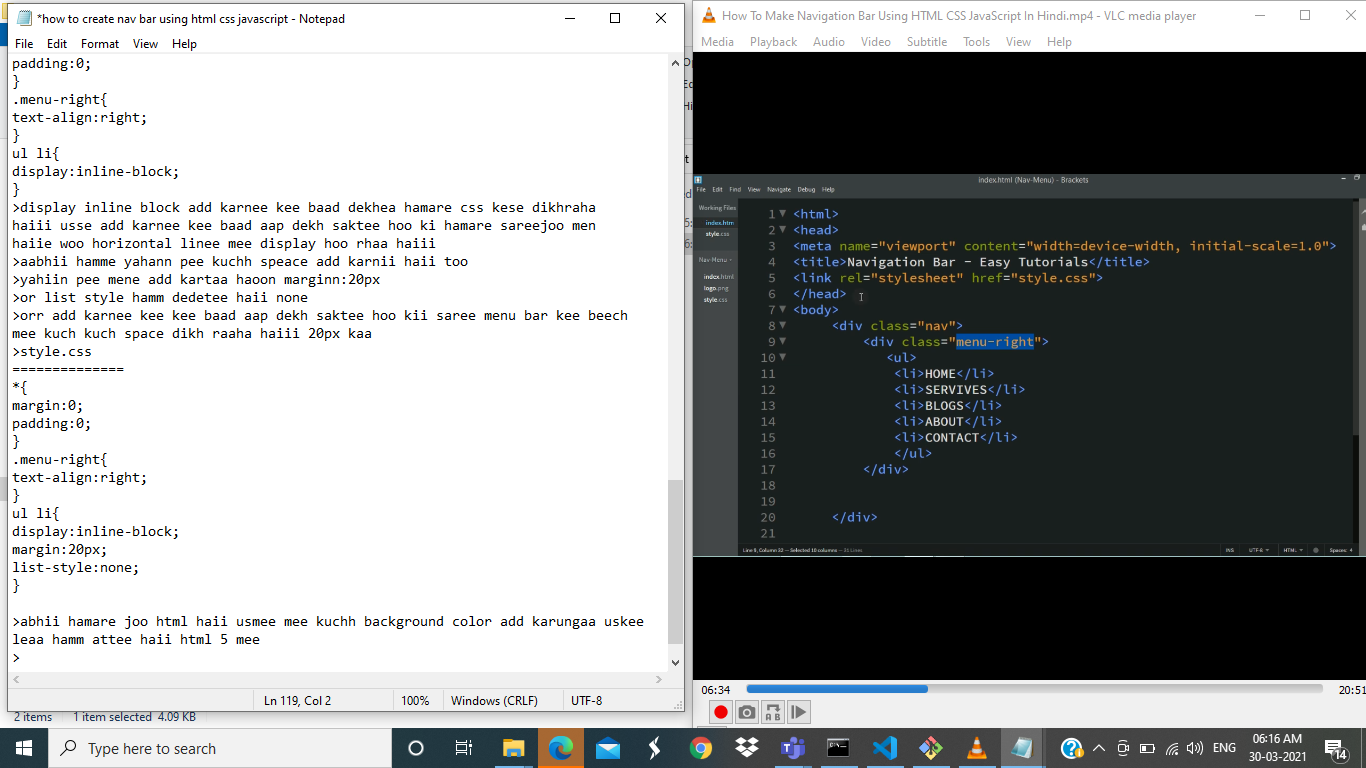 *how to create nav bar using html css javascript - Notepad
File Edit Format View Help
padding:0;
}
.menu-right{
text-align:right;
}
ul li{
display:inline-block;
}
>display inline block add karnee kee baad dekhea hamare css kese dikhraha
haiii usse add karnee kee baad aap dekh saktee hoo ki hamare sareejoo men
haiie woo horizontal linee mee display hoo rhaa haiii
>aabhii hamme yahann pee kuchh speace add karnii haii too
>yahiin pee mene add kartaa haoon marginn:20px
>or list style hamm dedetee haii none
>orr add karnee kee kee baad aap dekh saktee hoo kii saree menu bar kee beech
mee kuch kuch space dikh raaha haiii 20px kaa
>style.css
==============
*{
margin:0;
padding:0;
}
.menu-right{
text-align:right;
}
ul li{
display:inline-block;
margin:20px;
list-style:none;
}
>abhii hamare joo html haii usmee mee kuchh background color add karungaa uskee
leaa hamm attee haii html 5 mee
>
Ln 119, Col 2 100% Windows (CRLF) UTF-8
2 items 1 item selected 4.09 KB
How To Make Navigation Bar Using HTML CSS JavaScript In Hindi.mp4 - VLC media player
Media Playback Audio Video Subtitle Tools View Help
index.html (Nav-Menu) - Brackets
File Edit Find View Navigate Debug Help
Working Files
index.htm
style.css
Nav-Menu
index.html
logo.png
style.css
1 <html>
2 <head>
3 <meta name="viewport" content="width=device-width, initial-scale=1.0">
4 <title>Navigation Bar - Easy Tutorials</title>
5 <link rel="stylesheet" href="style.css">
6 </head>
7 <body>
8 <div class="nav">
9 <div class="menu-right">
10 <ul>
11 <li>HOME</li>
12 <li>SERVIVES</li>
13 <li>BLOGS</li>
14 <li>ABOUT</li>
15 <li>CONTACT</li>
16 </ul>
17 </div>
18
19
20 </div>
21
Line 9, Column 32 — Selected 10 columns — 21 Lines INS UTF-8 HTML Spaces: 4
06:34 20:51
Type here to search
ENG 06:16 AM
30-03-2021
14